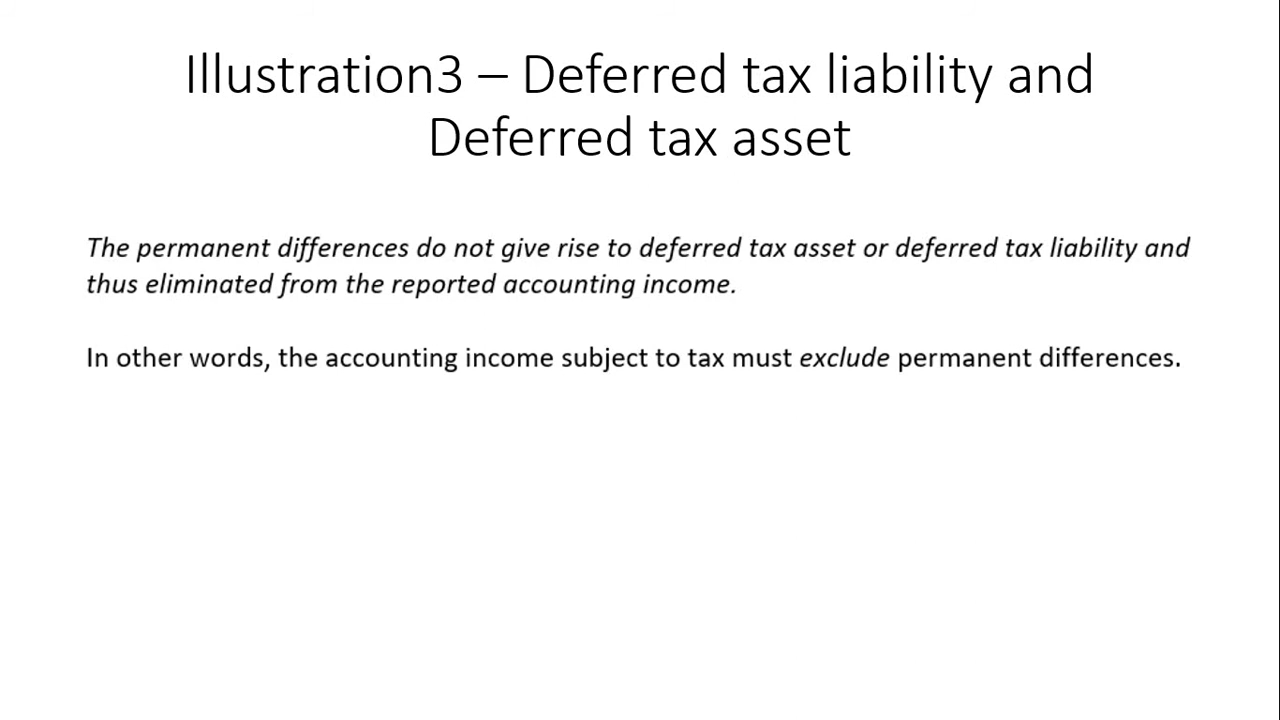 Illustration3 – Deferred tax liability and
Deferred tax asset
The permanent differences do not give rise to deferred tax asset or deferred tax liability and
thus eliminated from the reported accounting income.
In other words, the accounting income subject to tax must exclude permanent differences.